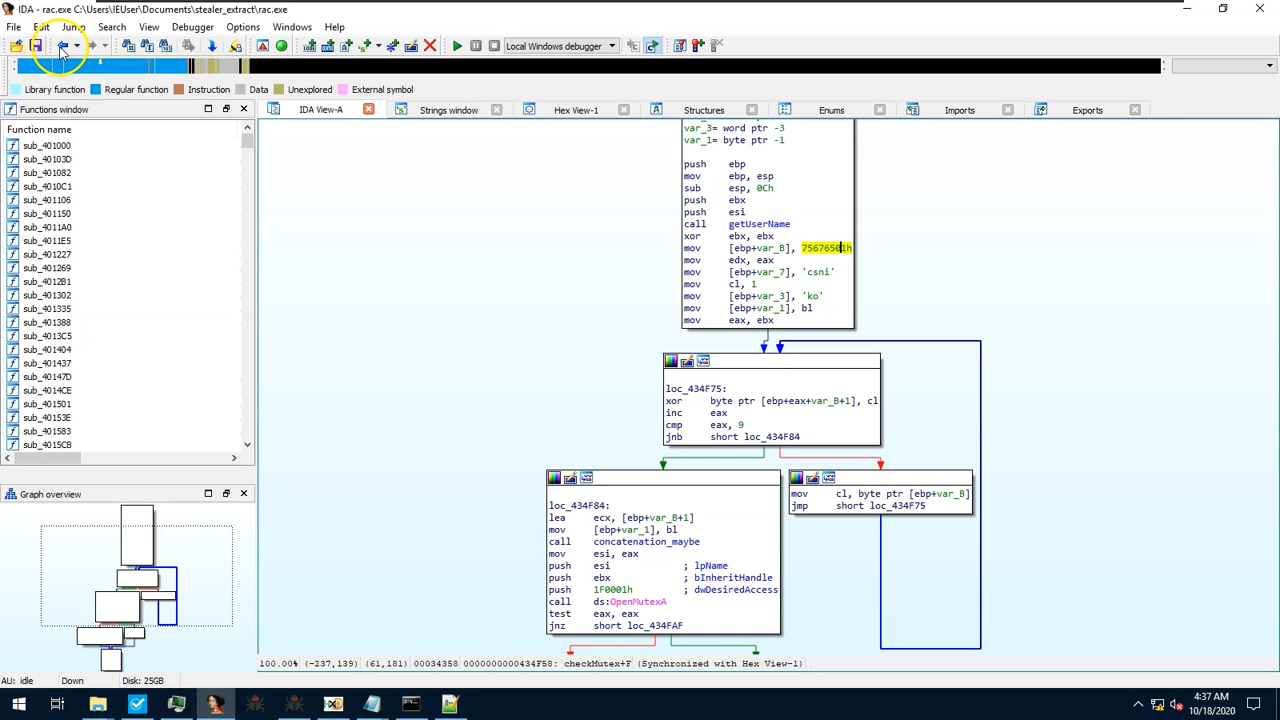 IDA - rac.exe C:\Users\IEUser\Documents\stealer_extract\rac.exe
File Edit Jump Search View Debugger Options Windows Help
Local Windows debugger
Library function Regular function Instruction Data Unexplored External symbol
Functions window
IDA View-A Strings window Hex View-1 Structures Enums Imports Exports
Function name
sub_401000
sub_40103D
sub_401082
sub_4010C1
sub_401106
sub_401150
sub_4011A0
sub_4011E5
sub_401227
sub_401269
sub_4012B1
sub_401302
sub_401335
sub_401388
sub_4013C5
sub_401404
sub_401437
sub_40147D
sub_4014CE
sub_401501
sub_40153E
sub_401583
sub_4015CB
Graph overview
var_3= word ptr -3
var_1= byte ptr -1
push ebp
mov ebp, esp
sub esp, 0Ch
push ebx
push esi
call getUserName
xor ebx, ebx
mov [ebp+var_B], 75676501h
mov edx, eax
mov [ebp+var_7], 'csni'
mov cl, 1
mov [ebp+var_3], 'ko'
mov [ebp+var_1], bl
mov eax, ebx
loc_434F75:
xor byte ptr [ebp+eax+var_B+1], cl
inc eax
cmp eax, 9
jnb short loc_434F84
loc_434F84:
lea ecx, [ebp+var_B+1]
mov [ebp+var_1], bl
call concatenation_maybe
mov esi, eax
push esi ; lpName
push ebx ; bInheritHandle
push 1F0001h ; dwDesiredAccess
call ds:OpenMutexA
test eax, eax
jnz short loc_434FAF
mov cl, byte ptr [ebp+var_B]
jmp short loc_434F75
100.00% (-237,139) (61,181) 00034358 0000000000434F58: checkMutex+F (Synchronized with Hex View-1)
AU: idle Down Disk: 25GB
4:37 AM
10/18/2020